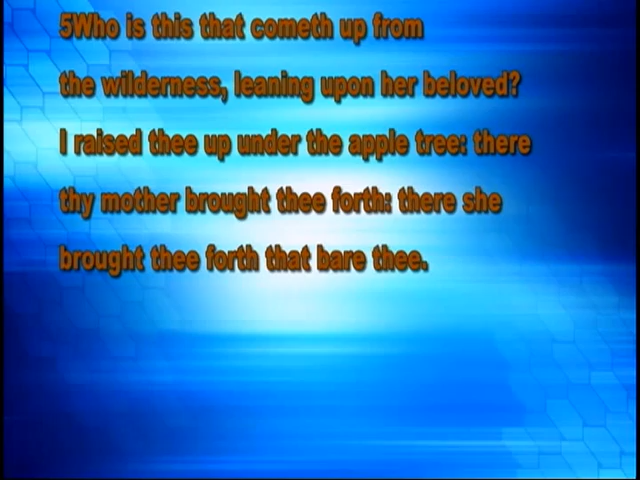 5Who is this that cometh up from
the wilderness, leaning upon her beloved?
I raised thee up under the apple tree: there
thy mother brought thee forth: there she
brought thee forth that bare thee.